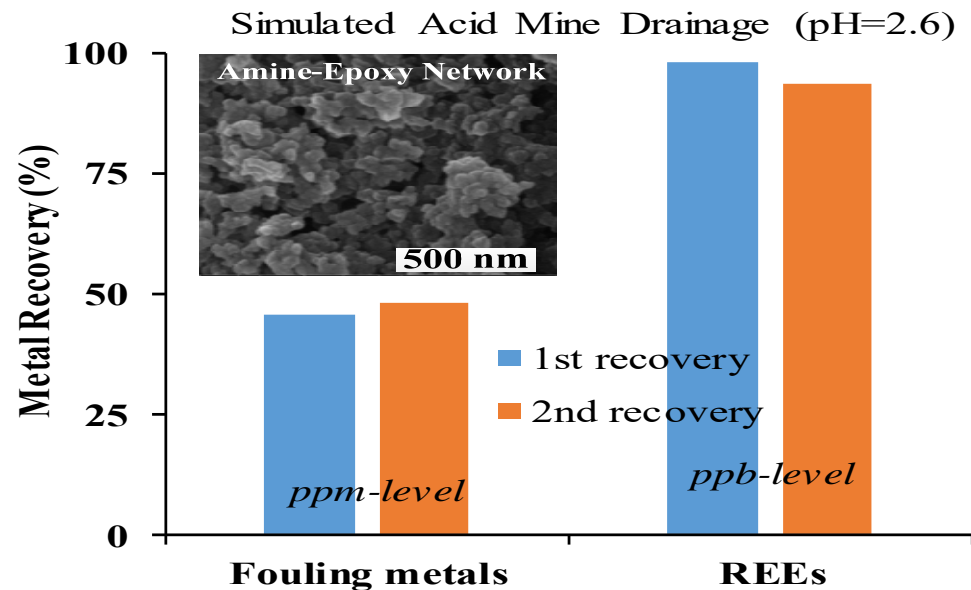 Simulated Acid Mine Drainage (pH=2.6)
Metal Recovery (%)
100
75
50
25
0
Amine-Epoxy Network
500 nm
1st recovery
2nd recovery
ppm-level
ppb-level
Fouling metals
REEs